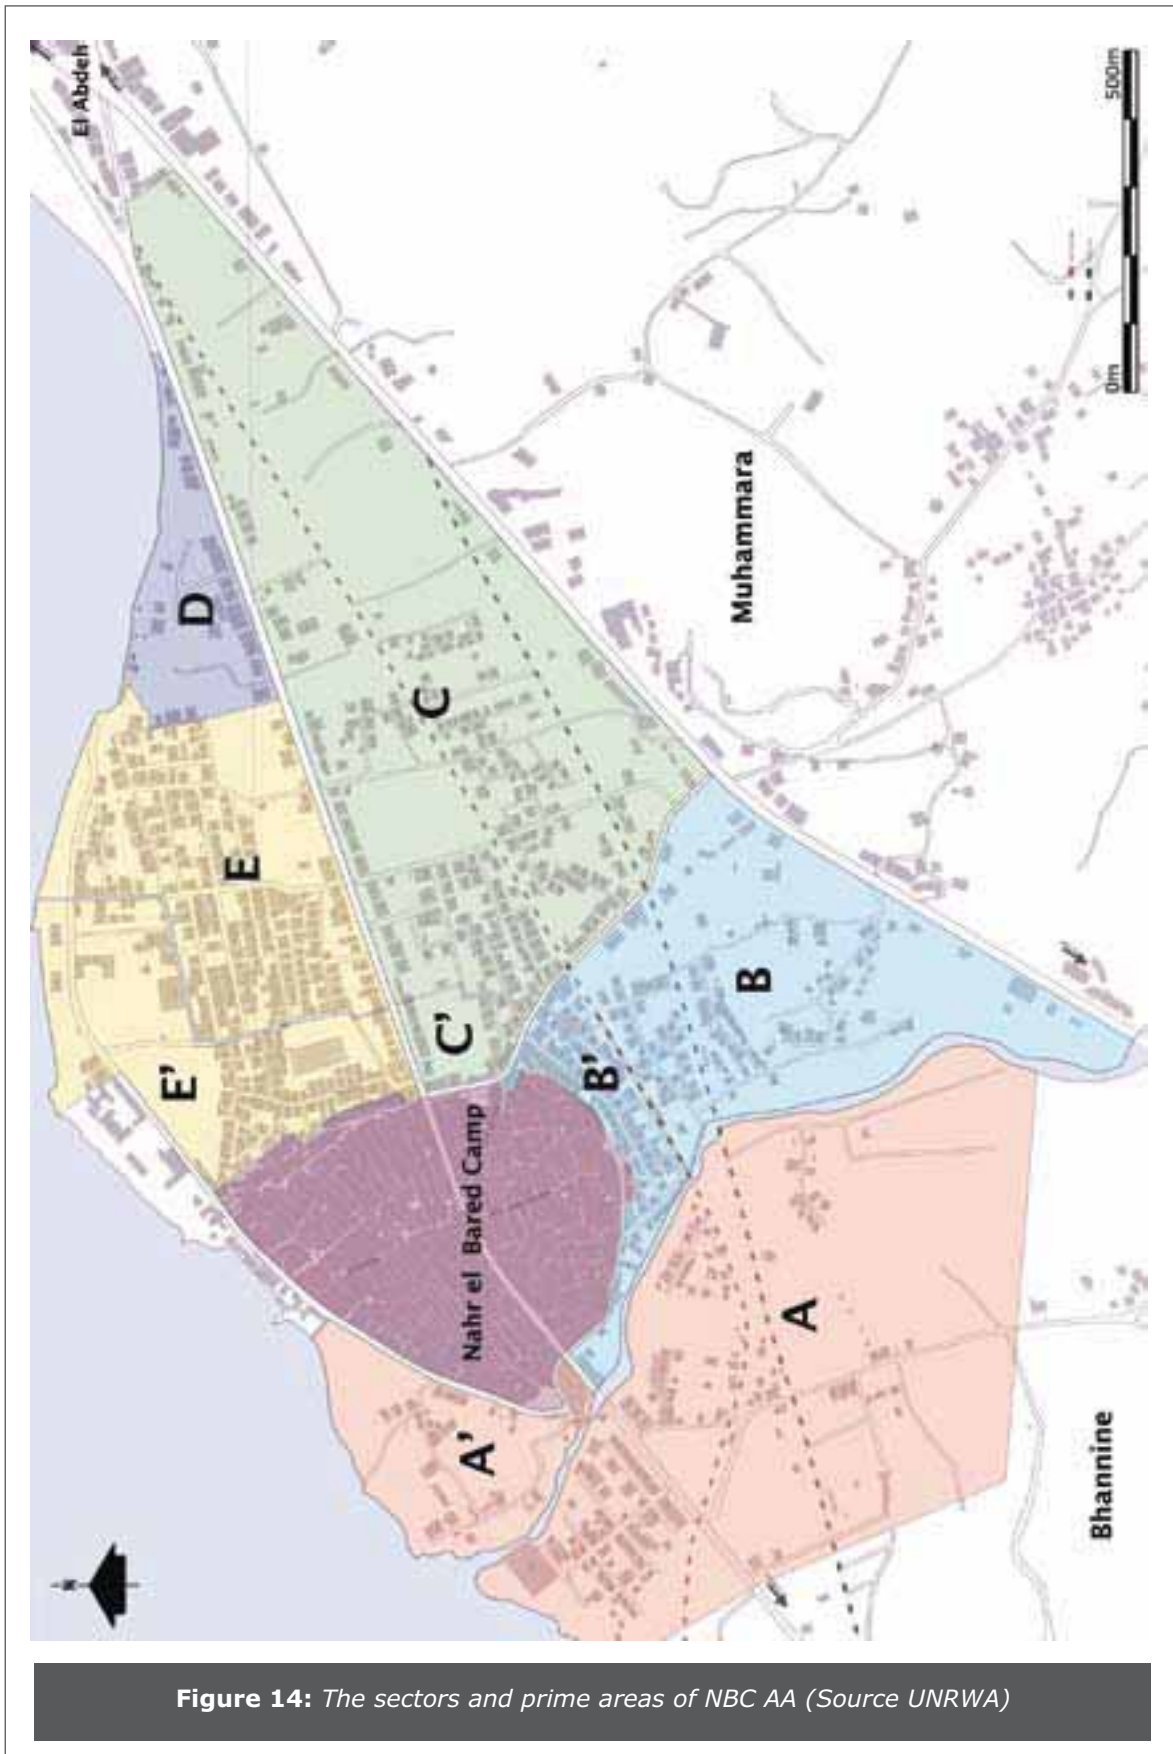 El Abdeh
500m
0m
Muhammara
D
C
E
C'
B
E'
B'
Nahr el Bared Camp
A
A'
Bhannine
N
Figure 14: The sectors and prime areas of NBC AA (Source UNRWA)